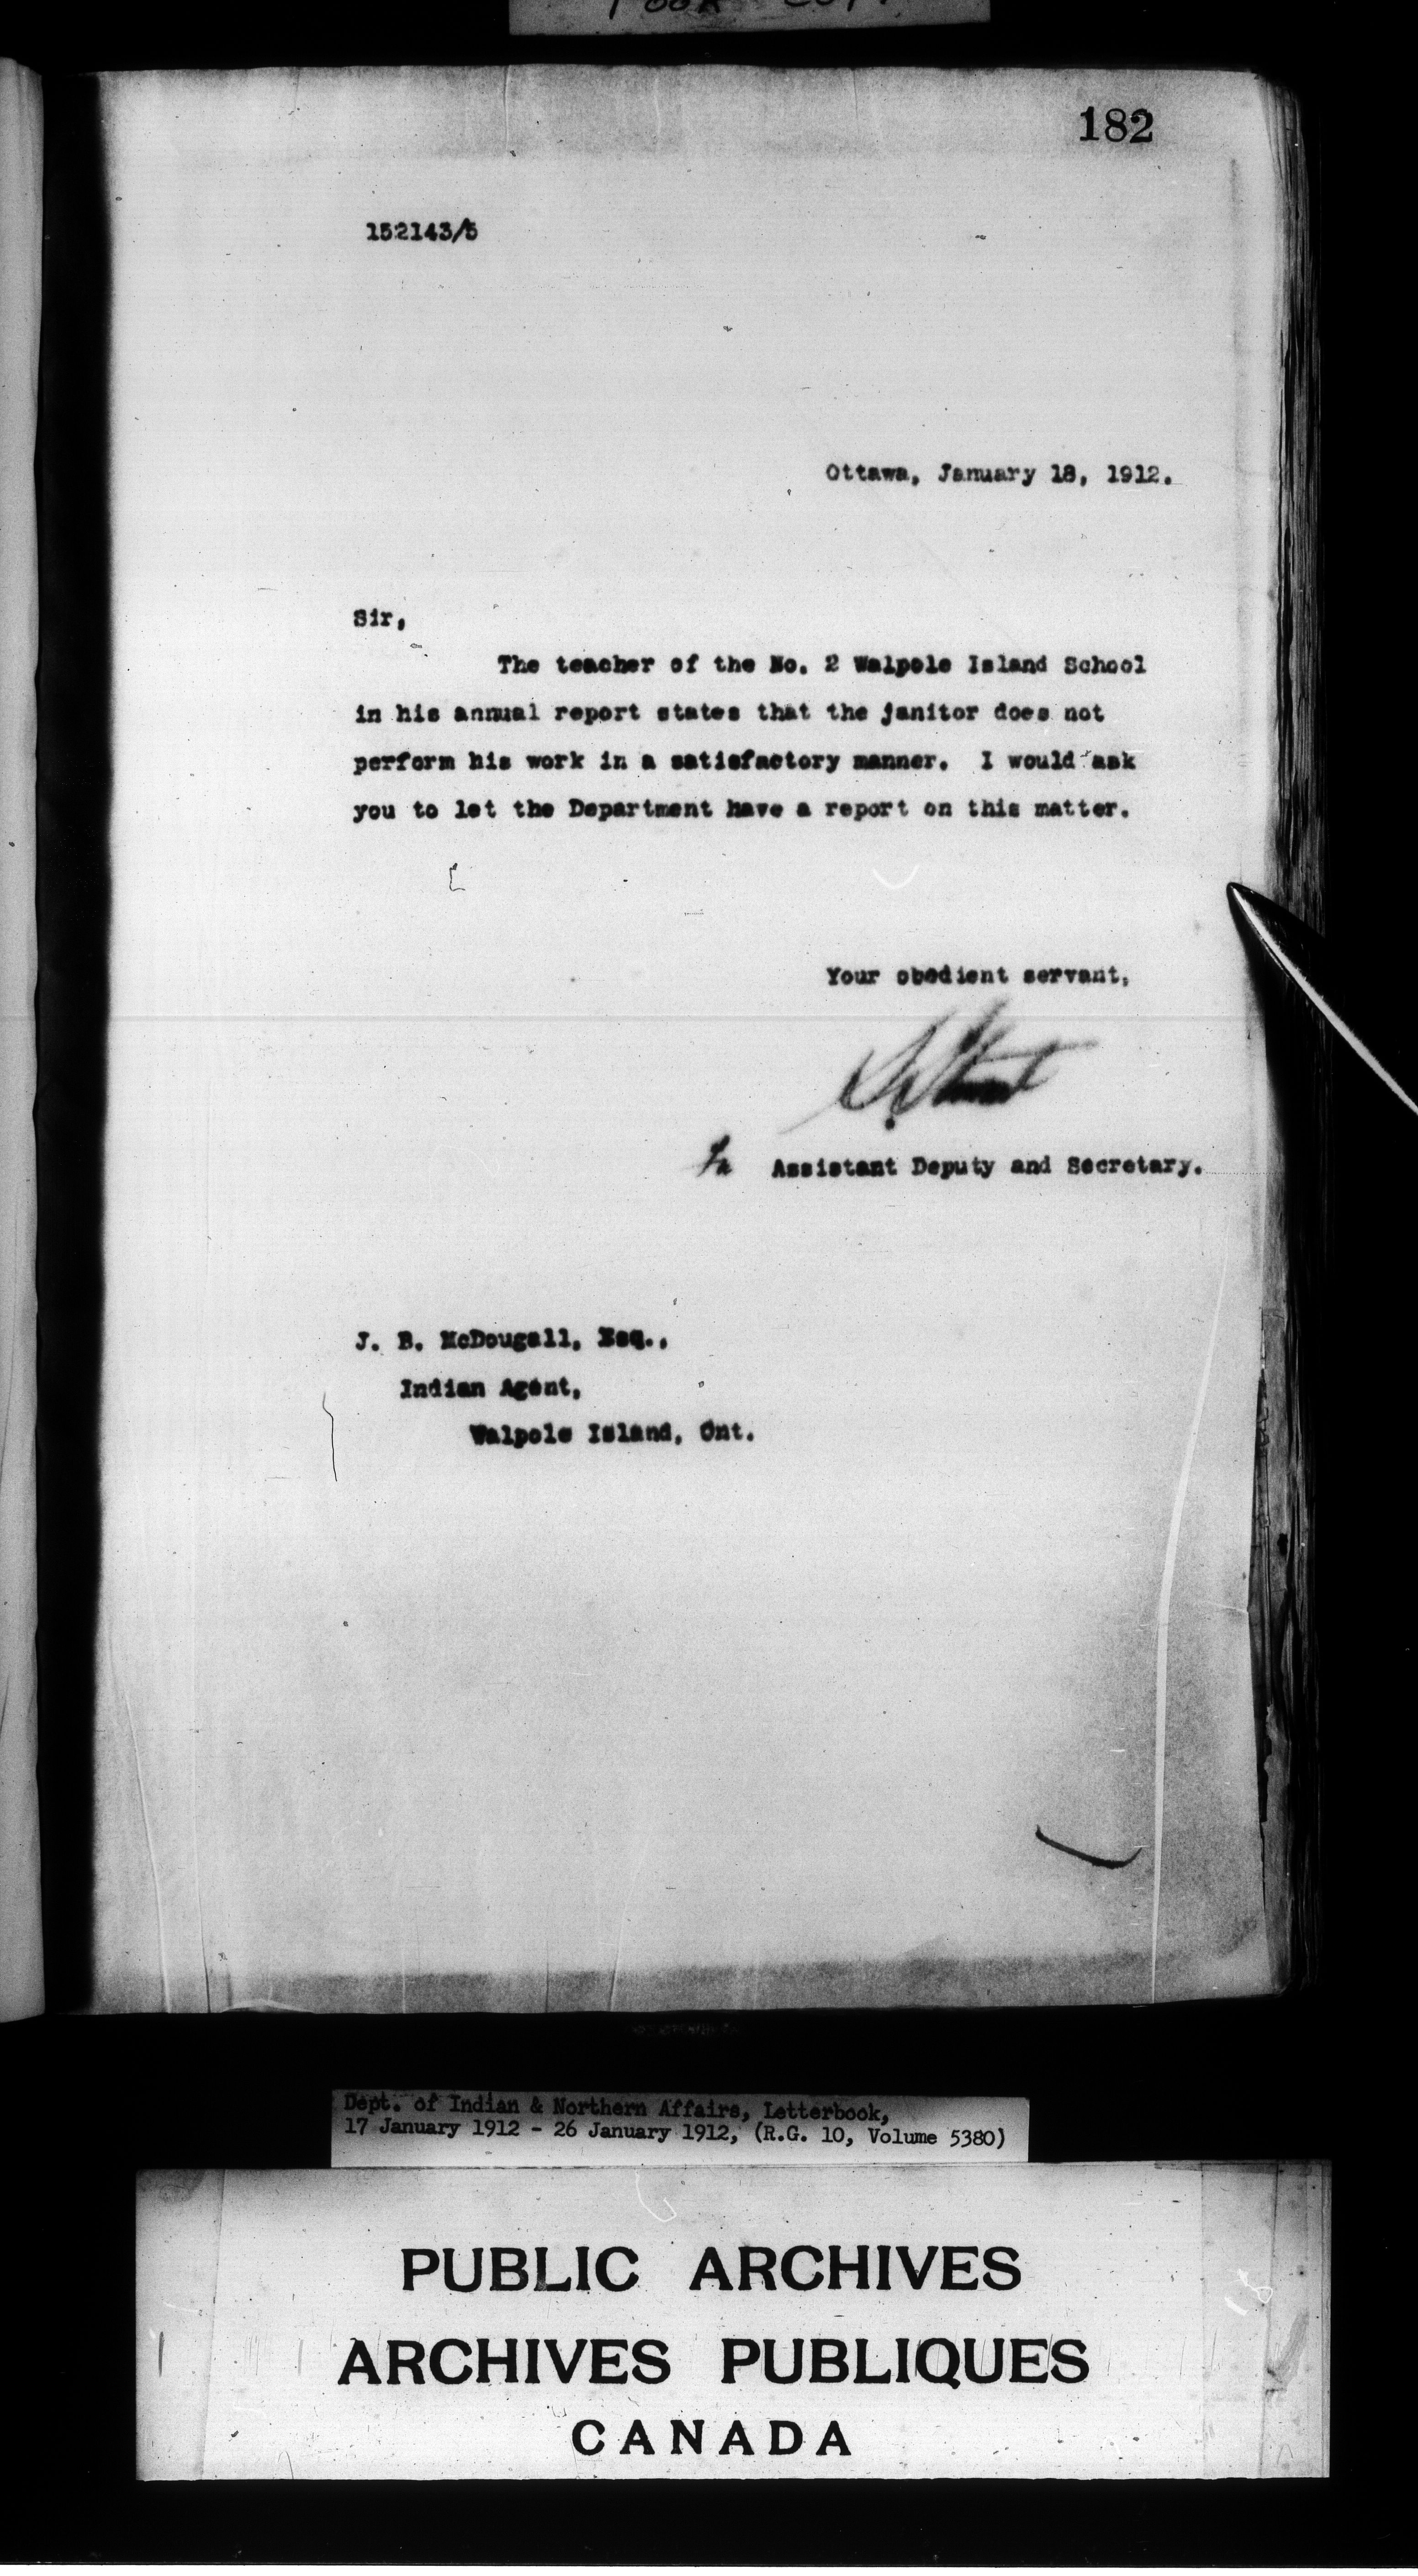 POOR COPY
182
152143/5
Ottawa, January 18, 1912.
Sir,
The teacher of the No. 2 Walpole Island School
in his annual report states that the janitor does not
perform his work in a satisfactory manner. I would ask
you to let the Department have a report on this matter.
Your obedient servant,
Assistant Deputy and Secretary.
J. B. McDougall, Esq.,
Indian Agent,
Walpole Island, Ont.
Dept. of Indian & Northern Affairs, Letterbook,
17 January 1912 - 26 January 1912, (R.G. 10, Volume 5380)
PUBLIC ARCHIVES
ARCHIVES PUBLIQUES
CANADA